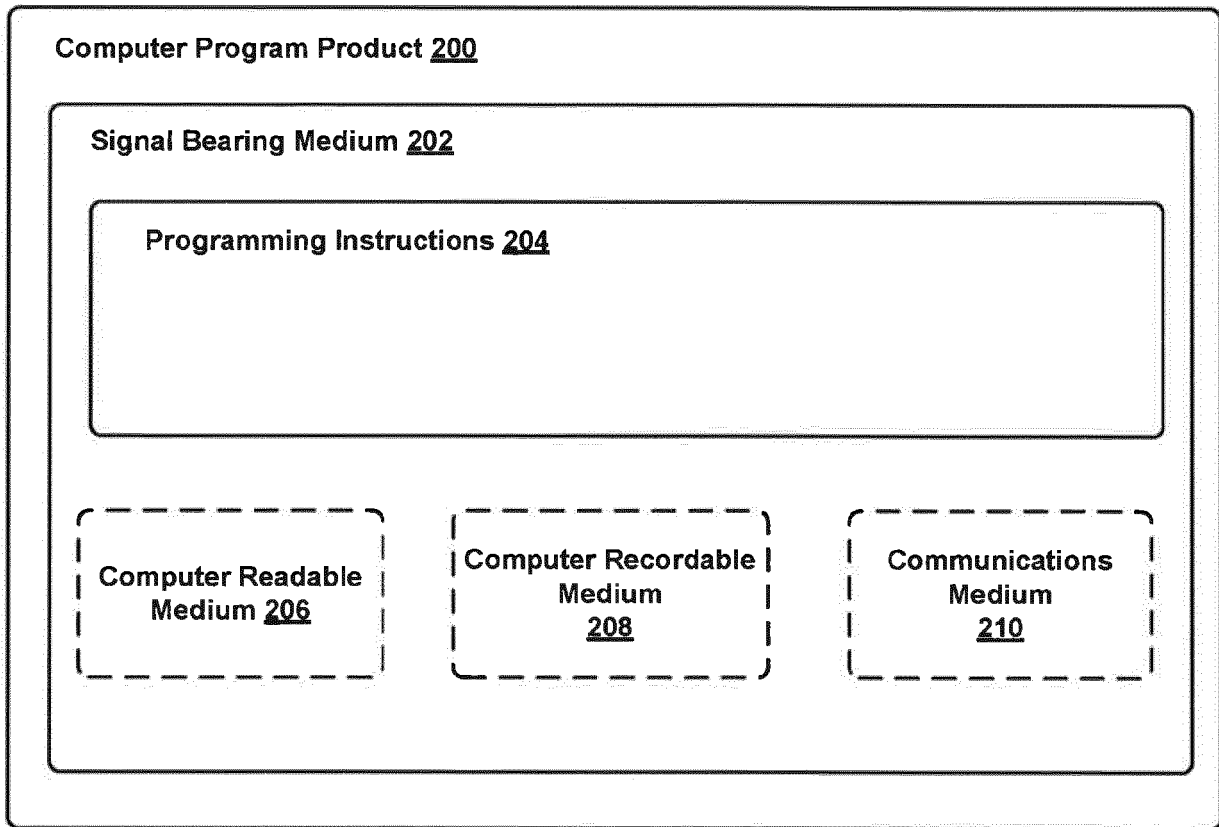 Computer Program Product 200
Signal Bearing Medium 202
Programming Instructions 204
Computer Readable
Medium 206
Computer Recordable
Medium
208
Communications
Medium
210